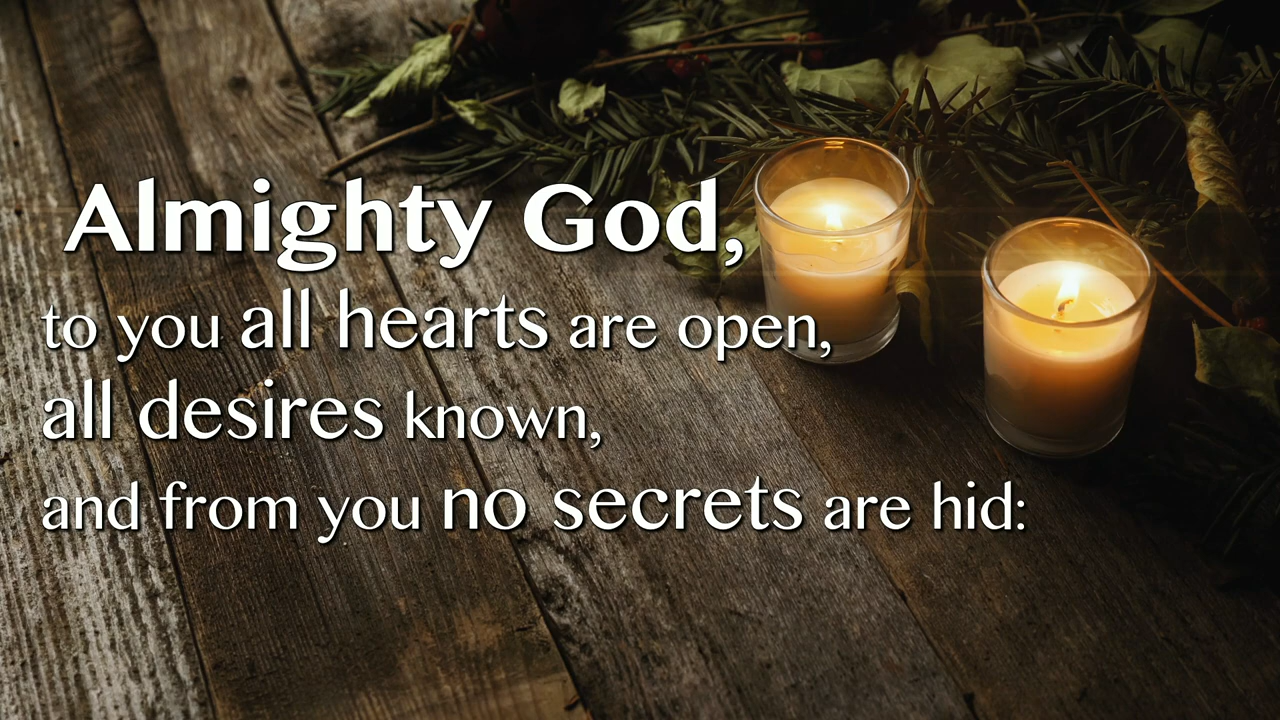 Almighty God,
to you all hearts are open,
all desires known,
and from you no secrets are hid: